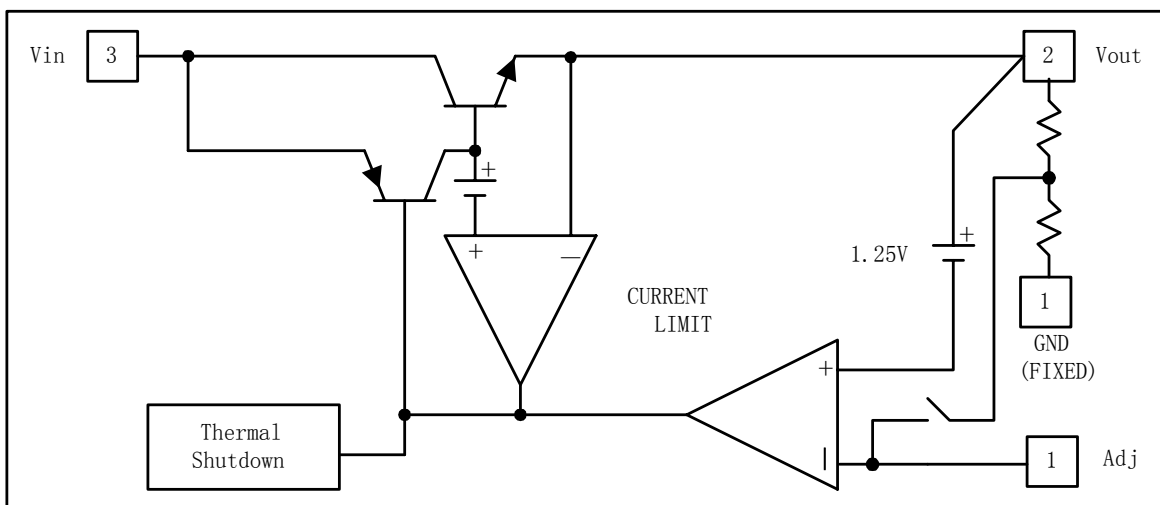 Vin 3
2 Vout
+
+ —
1.25V +
CURRENT
LIMIT
1
GND
(FIXED)
+
Thermal
Shutdown
—
1 Adj